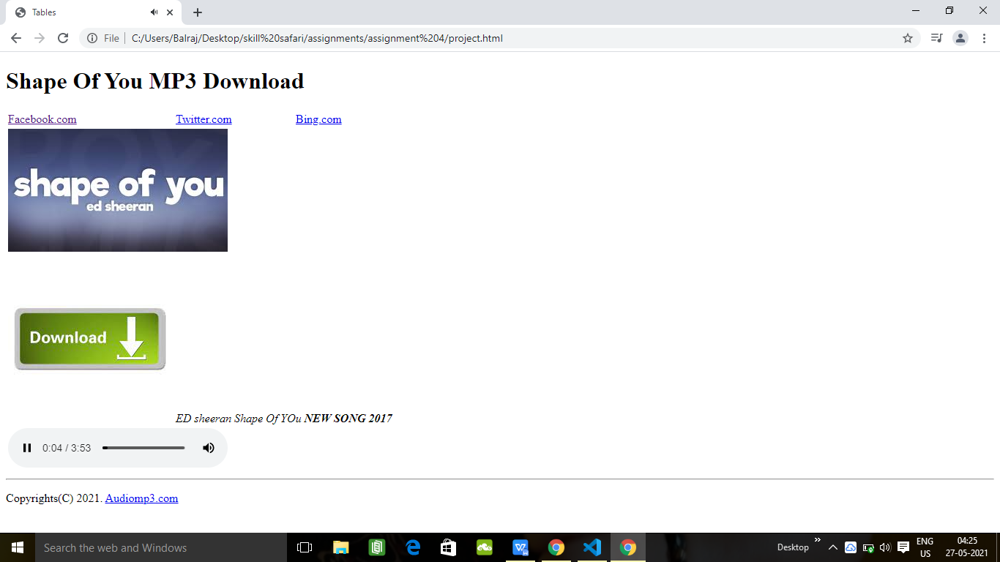 Tables
File C:/Users/Balraj/Desktop/skill%20safari/assignments/assignment%204/project.html
Shape Of You MP3 Download
Facebook.com Twitter.com Bing.com
shape of you
ed sheeran
Download
ED sheeran Shape Of YOu NEW SONG 2017
0:04 / 3:53
Copyrights(C) 2021. Audiomp3.com
Search the web and Windows
Desktop
ENG
US
04:25
27-05-2021